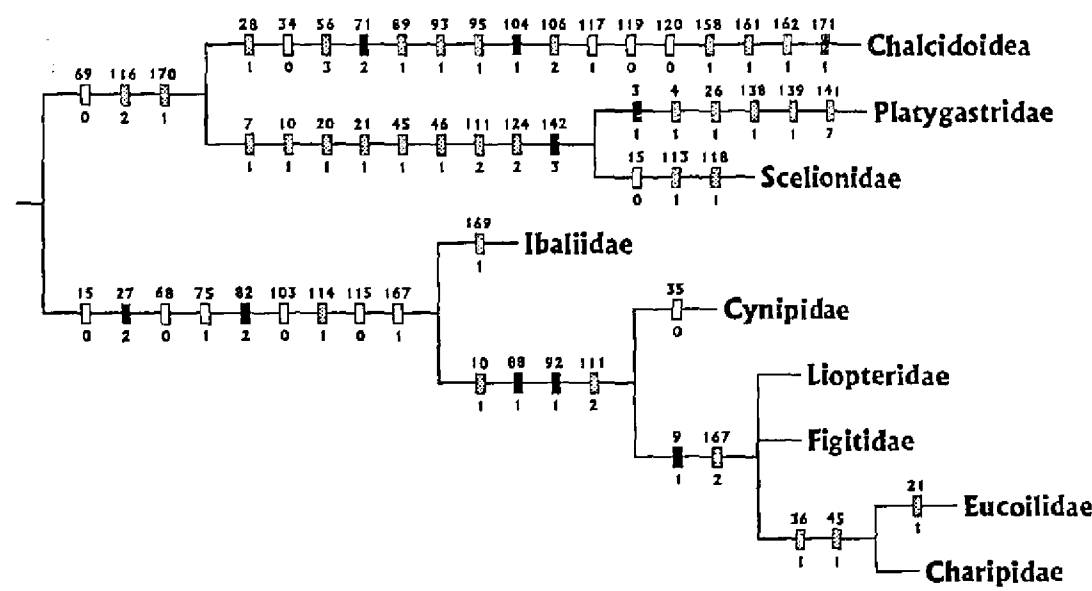 28 34 56 71 89 93 95 104 106 117 119 120 158 161 162 171
Chalcidoidea
1 0 3 2 1 1 1 1 2 1 0 0 1 1 1 1
69 116 170
0 2 1
3 4 26 138 139 141
Platygastridae
1 1 1 1 1 7
7 10 20 21 45 46 111 124 142
1 1 1 1 1 1 2 2 3
15 113 118
Scelionidae
0 1 1
169
Ibaliidae
1
15 27 68 75 82 103 114 115 167
0 2 0 1 2 0 1 0 1
35
Cynipidae
0
10 88 92 111
1 1 1 2
Liopteridae
9 167
Figitidae
1 2
21
Eucoilidae
1
36 45
1 1
Charipidae